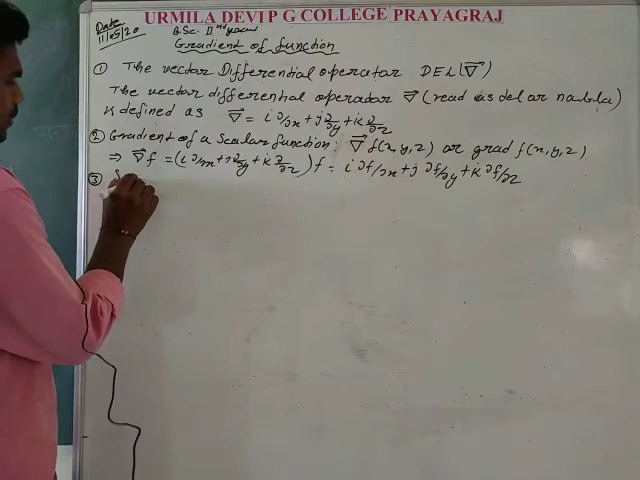 URMILA DEVI P G COLLEGE PRAYAGRAJ
Date
11/05/20
B.Sc. IInd year
Gradient of function
① The vector Differential operator DEL(∇⃗)
The vector differential operator ∇⃗ (read as del or nabla)
is defined as ∇⃗ = i ∂/∂x + j ∂/∂y + k ∂/∂z
② Gradient of a Scalar function: ∇⃗ f(x,y,z) or grad f(x,y,z)
⇒ ∇⃗f = (i ∂/∂x + j ∂/∂y + k ∂/∂z) f = i ∂f/∂x + j ∂f/∂y + k ∂f/∂z
③